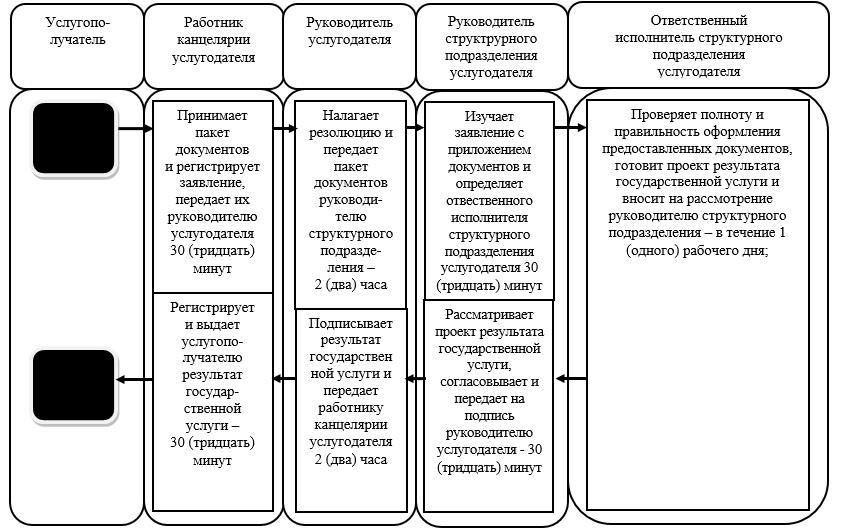 Услугопо-
лучатель
Работник
канцелярии
услугодателя
Руководитель
услугодателя
Руководитель
структрурного
подразделения
услугодателя
Ответственный
исполнитель структурного
подразделения
услугодателя
Принимает
пакет
документов
и регистрирует
заявление,
передает их
руководителю
услугодателя
30 (тридцать)
минут
Налагает
резолюцию и
передает
пакет
документов
руководи-
телю
структурного
подразде-
ления –
2 (два) часа
Изучает
заявление с
приложением
документов и
определяет
отвественного
исполнителя
структурного
подразделения
услугодателя 30
(тридцать) минут
Проверяет полноту и
правильность оформления
предоставленных документов,
готовит проект результата
государственной услуги и
вносит на рассмотрение
руководителю структурного
подразделения – в течение 1
(одного) рабочего дня;
Регистрирует
и выдает
услугопо-
лучателю
результат
государ-
ственной
услуги –
30 (тридцать)
минут
Подписывает
результат
государствен
ной услуги и
передает
работнику
канцелярии
услугодателя
2 (два) часа
Рассматривает
проект результата
государственной
услуги,
согласовывает и
передает на
подпись
руководителю
услугодателя - 30
(тридцать) минут